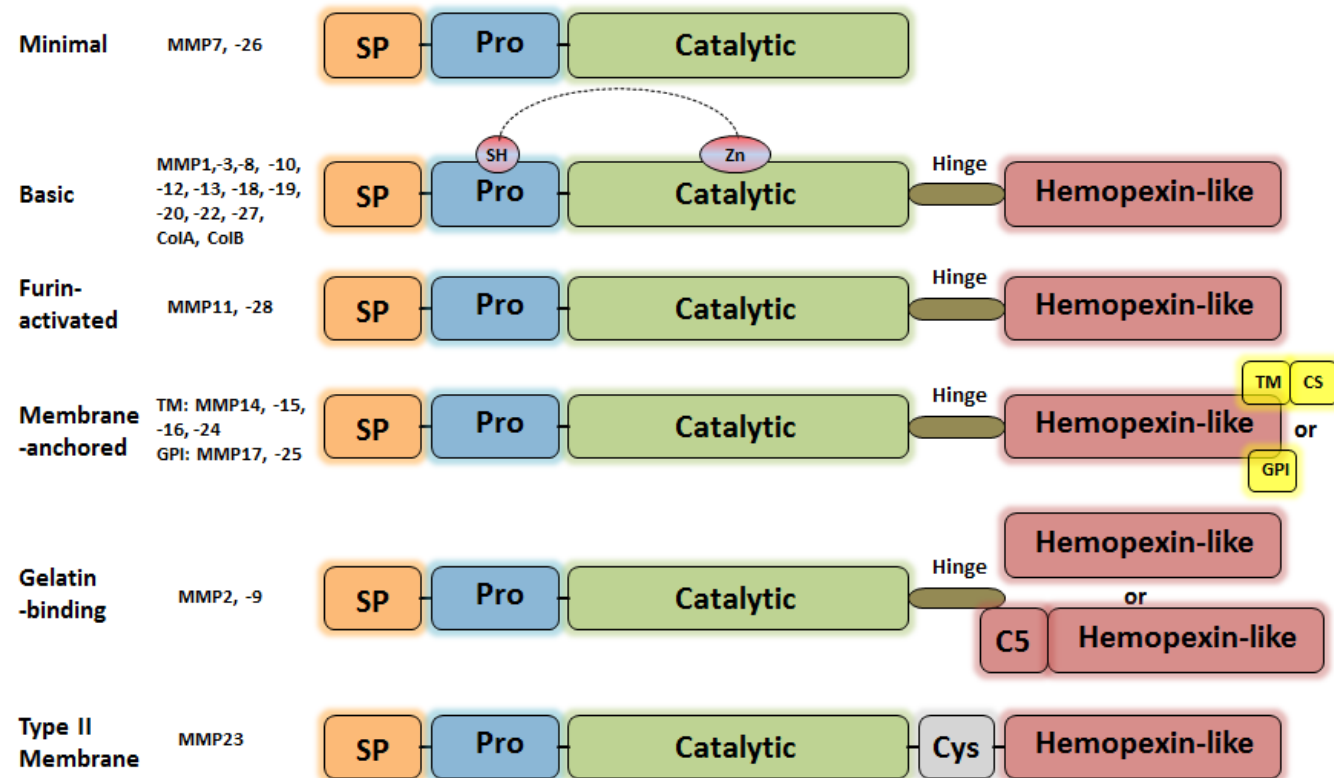 Minimal
MMP7, -26
SP
Pro
Catalytic
Basic
MMP1,-3,-8, -10,
-12, -13, -18, -19,
-20, -22, -27,
ColA, ColB
SP
SH
Pro
Zn
Catalytic
Hinge
Hemopexin-like
Furin-
activated
MMP11, -28
SP
Pro
Catalytic
Hinge
Hemopexin-like
Membrane
-anchored
TM: MMP14, -15,
-16, -24
GPI: MMP17, -25
SP
Pro
Catalytic
Hinge
Hemopexin-like
TM
CS
or
GPI
Gelatin
-binding
MMP2, -9
SP
Pro
Catalytic
Hinge
Hemopexin-like
or
C5
Hemopexin-like
Type II
Membrane
MMP23
SP
Pro
Catalytic
Cys
Hemopexin-like